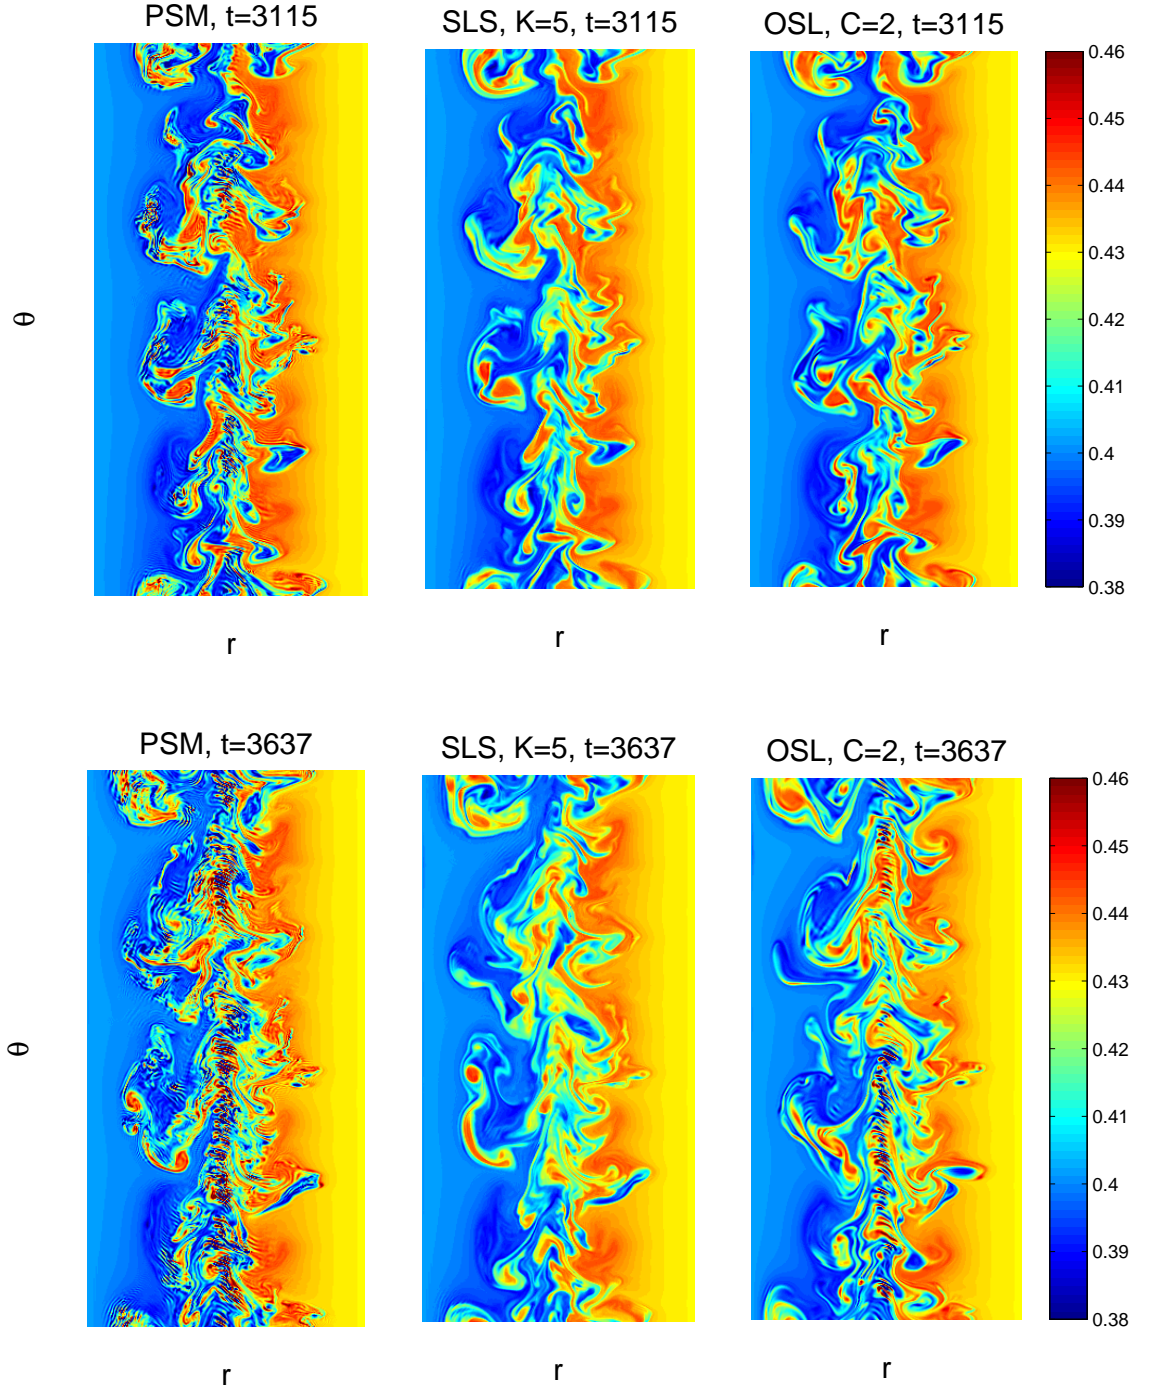 PSM, t=3115
SLS, K=5, t=3115
OSL, C=2, t=3115
0.46
0.45
0.44
0.43
0.42
0.41
0.4
0.39
0.38
θ
r
r
r
PSM, t=3637
SLS, K=5, t=3637
OSL, C=2, t=3637
0.46
0.45
0.44
0.43
0.42
0.41
0.4
0.39
0.38
θ
r
r
r